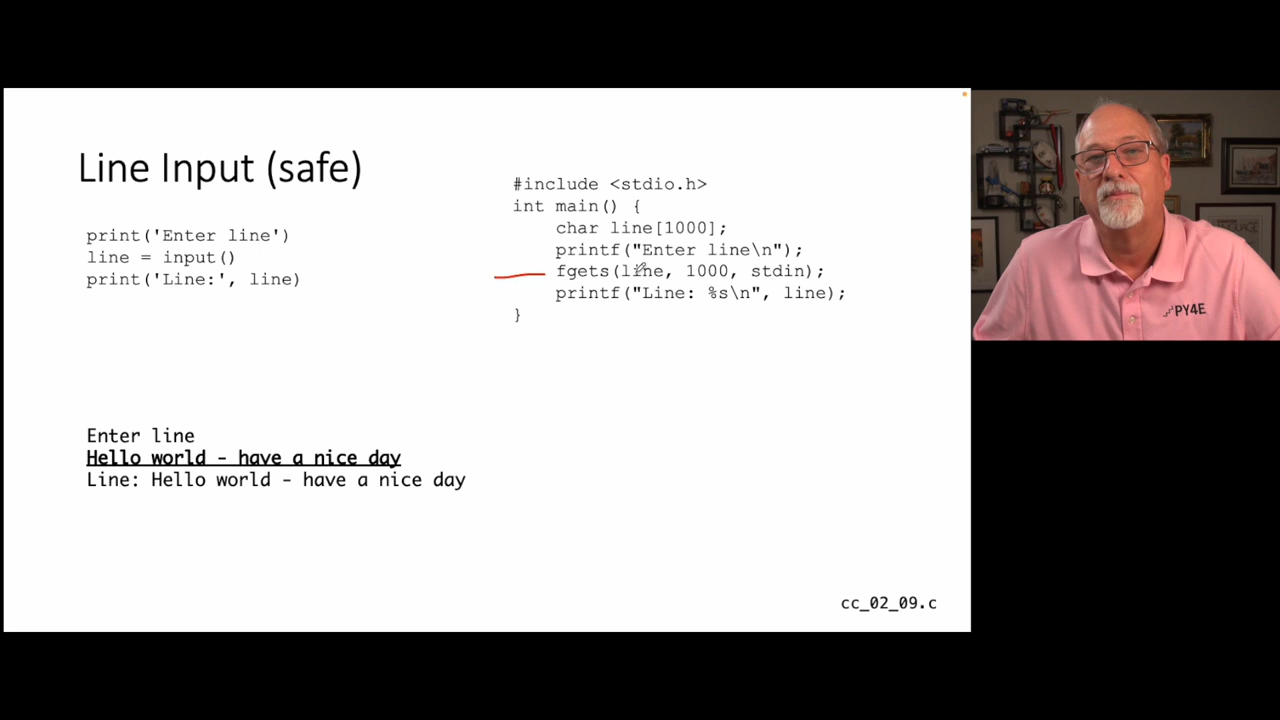 Line Input (safe)
print('Enter line')
line = input()
print('Line:', line)
#include <stdio.h>
int main() {
    char line[1000];
    printf("Enter line\n");
    fgets(line, 1000, stdin);
    printf("Line: %s\n", line);
}
Enter line
Hello world - have a nice day
Line: Hello world - have a nice day
cc_02_09.c
PY4E